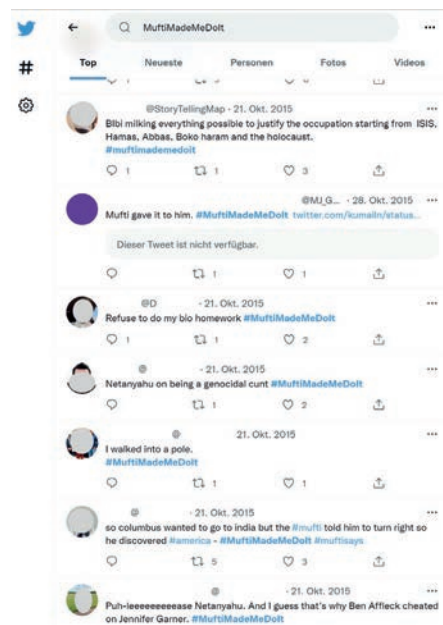 MuftiMadeMeDoIt
Top Neueste Personen Fotos Videos
@StoryTellingMap · 21. Okt. 2015
BIbi milking everything possible to justify the occupation starting from ISIS,
Hamas, Abbas, Boko haram and the holocaust.
#muftimademedoit
1 1 3
@MJ_G... · 28. Okt. 2015
Mufti gave it to him. #MuftiMadeMeDoIt twitter.com/kumailn/status...
Dieser Tweet ist nicht verfügbar.
1 1
@D · 21. Okt. 2015
Refuse to do my bio homework #MuftiMadeMeDoIt
1 1 2
@ · 21. Okt. 2015
Netanyahu on being a genocidal cunt #MuftiMadeMeDoIt
1 2
@ 21. Okt. 2015
I walked into a pole.
#MuftiMadeMeDoIt
1 1
@ · 21. Okt. 2015
so columbus wanted to go to india but the #mufti told him to turn right so
he discovered #america - #MuftiMadeMeDoIt #muftisays
5 3
@ · 21. Okt. 2015
Puh-leeeeeeeease Netanyahu. And I guess that's why Ben Affleck cheated
on Jennifer Garner. #MuftiMadeMeDoIt